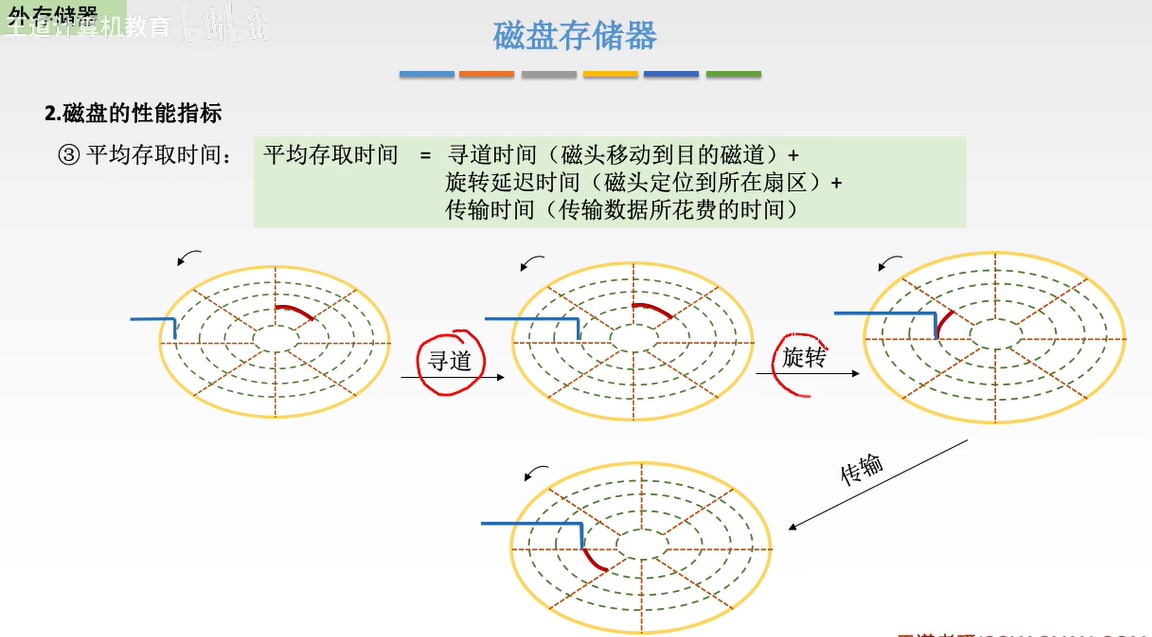 外存储器
王道计算机教育 bilibili
磁盘存储器
2.磁盘的性能指标
③ 平均存取时间： 平均存取时间 = 寻道时间（磁头移动到目的磁道）+
旋转延迟时间（磁头定位到所在扇区）+
传输时间（传输数据所花费的时间）
寻道
旋转
传输